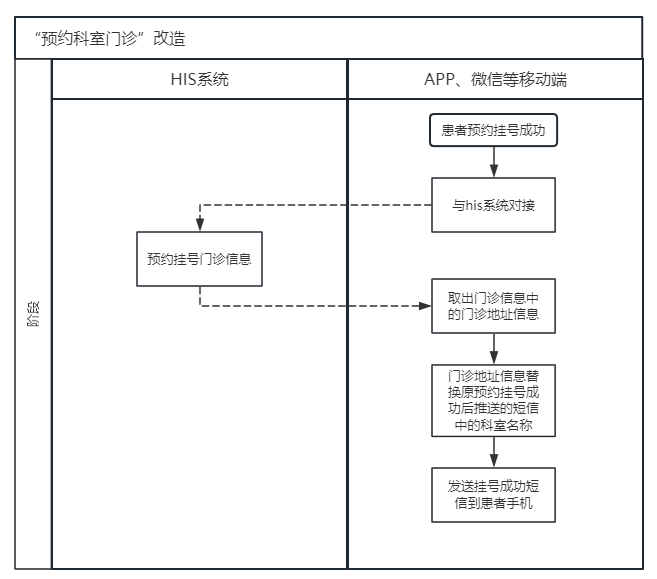 “预约科室门诊”改造
HIS系统
APP、微信等移动端
阶段
患者预约挂号成功
与his系统对接
预约挂号门诊信息
取出门诊信息中
的门诊地址信息
门诊地址信息替
换原预约挂号成
功后推送的短信
中的科室名称
发送挂号成功短
信到患者手机